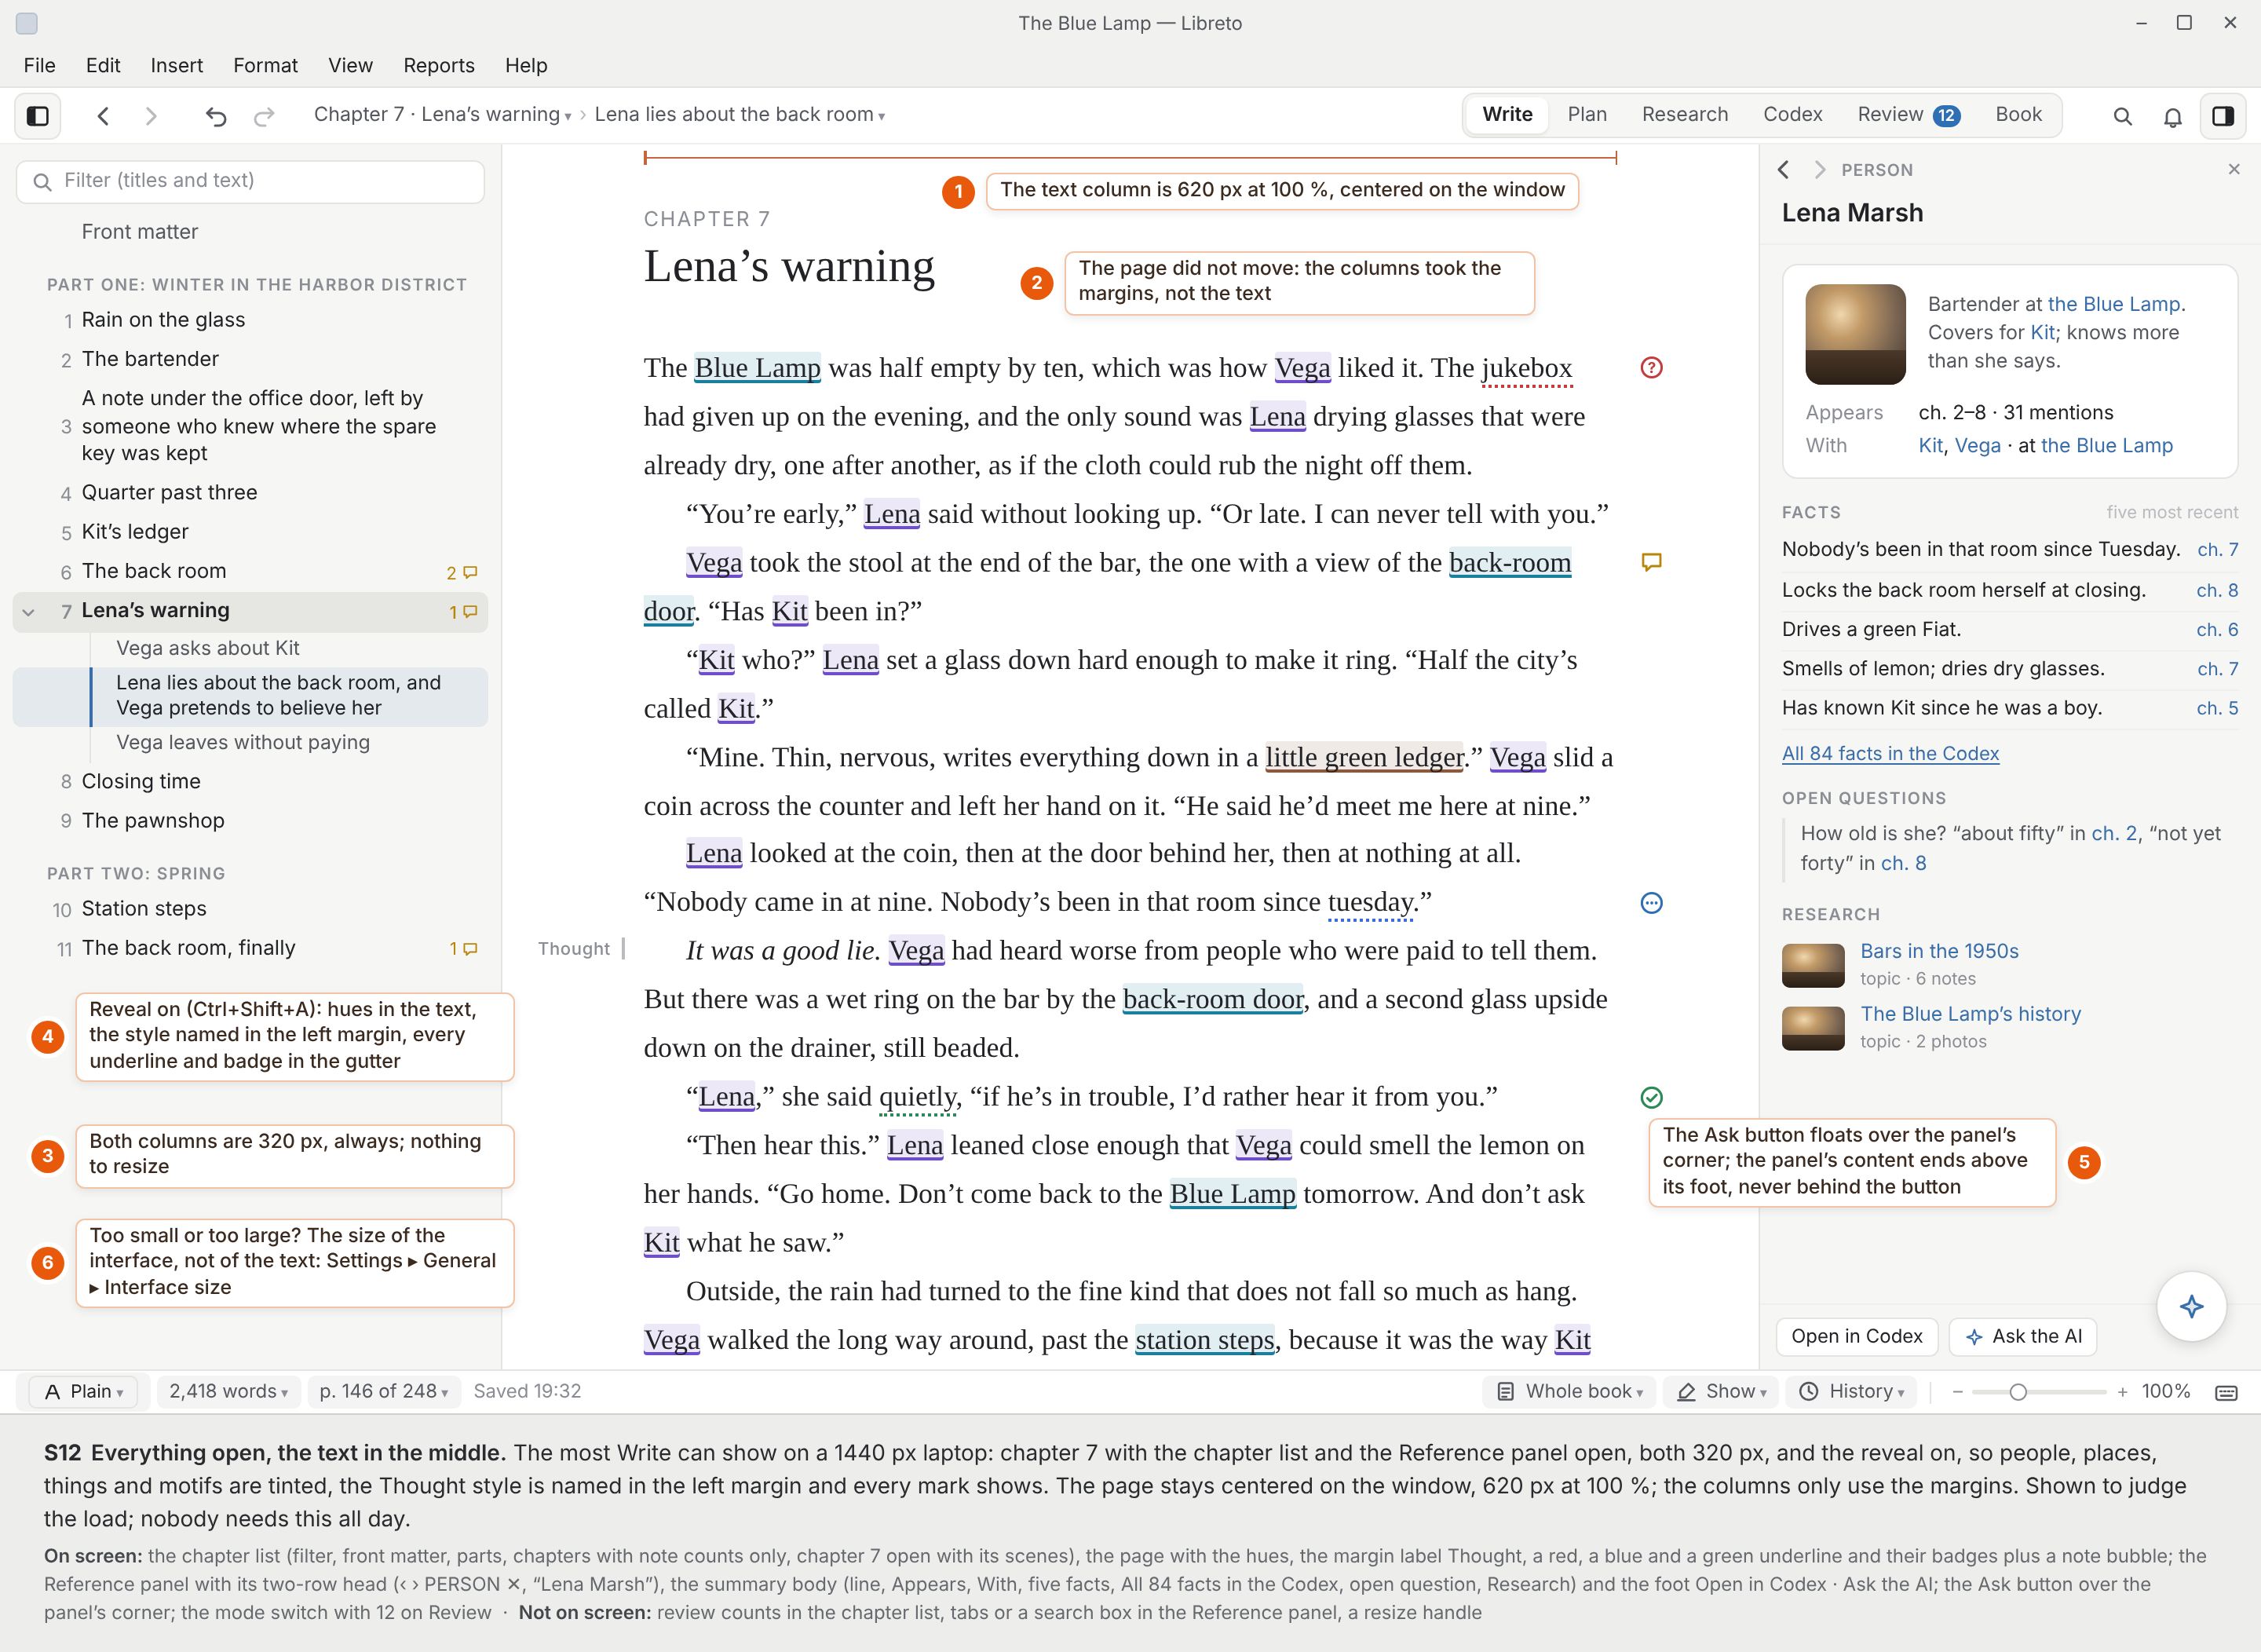 The Blue Lamp — Libreto
File Edit Insert Format View Reports Help
Chapter 7 · Lena’s warning ▾ › Lena lies about the back room ▾
Write Plan Research Codex Review 12 Book
Filter (titles and text)
Front matter
PART ONE: WINTER IN THE HARBOR DISTRICT
1 Rain on the glass
2 The bartender
A note under the office door, left by
3 someone who knew where the spare
key was kept
4 Quarter past three
5 Kit’s ledger
6 The back room 2
7 Lena’s warning 1
Vega asks about Kit
Lena lies about the back room, and
Vega pretends to believe her
Vega leaves without paying
8 Closing time
9 The pawnshop
PART TWO: SPRING
10 Station steps
11 The back room, finally 1
4 Reveal on (Ctrl+Shift+A): hues in the text,
the style named in the left margin, every
underline and badge in the gutter
3 Both columns are 320 px, always; nothing
to resize
6 Too small or too large? The size of the
interface, not of the text: Settings ▸ General
▸ Interface size
1 The text column is 620 px at 100 %, centered on the window
CHAPTER 7
Lena’s warning
2 The page did not move: the columns took the
margins, not the text
The Blue Lamp was half empty by ten, which was how Vega liked it. The jukebox
had given up on the evening, and the only sound was Lena drying glasses that were
already dry, one after another, as if the cloth could rub the night off them.
“You’re early,” Lena said without looking up. “Or late. I can never tell with you.”
Vega took the stool at the end of the bar, the one with a view of the back-room
door. “Has Kit been in?”
“Kit who?” Lena set a glass down hard enough to make it ring. “Half the city’s
called Kit.”
“Mine. Thin, nervous, writes everything down in a little green ledger.” Vega slid a
coin across the counter and left her hand on it. “He said he’d meet me here at nine.”
Lena looked at the coin, then at the door behind her, then at nothing at all.
“Nobody came in at nine. Nobody’s been in that room since tuesday.”
Thought
It was a good lie. Vega had heard worse from people who were paid to tell them.
But there was a wet ring on the bar by the back-room door, and a second glass upside
down on the drainer, still beaded.
“Lena,” she said quietly, “if he’s in trouble, I’d rather hear it from you.”
“Then hear this.” Lena leaned close enough that Vega could smell the lemon on
her hands. “Go home. Don’t come back to the Blue Lamp tomorrow. And don’t ask
Kit what he saw.”
Outside, the rain had turned to the fine kind that does not fall so much as hang.
Vega walked the long way around, past the station steps, because it was the way Kit
PERSON
Lena Marsh
Bartender at the Blue Lamp.
Covers for Kit; knows more
than she says.
Appears ch. 2–8 · 31 mentions
With Kit, Vega · at the Blue Lamp
FACTS five most recent
Nobody’s been in that room since Tuesday. ch. 7
Locks the back room herself at closing. ch. 8
Drives a green Fiat. ch. 6
Smells of lemon; dries dry glasses. ch. 7
Has known Kit since he was a boy. ch. 5
All 84 facts in the Codex
OPEN QUESTIONS
How old is she? “about fifty” in ch. 2, “not yet
forty” in ch. 8
RESEARCH
Bars in the 1950s
topic · 6 notes
The Blue Lamp’s history
topic · 2 photos
The Ask button floats over the panel’s
corner; the panel’s content ends above
its foot, never behind the button 5
Open in Codex Ask the AI
Plain ▾ 2,418 words ▾ p. 146 of 248 ▾ Saved 19:32
Whole book ▾ Show ▾ History ▾ − + 100%
S12 Everything open, the text in the middle. The most Write can show on a 1440 px laptop: chapter 7 with the chapter list and the Reference panel open, both 320 px, and the reveal on, so people, places,
things and motifs are tinted, the Thought style is named in the left margin and every mark shows. The page stays centered on the window, 620 px at 100 %; the columns only use the margins. Shown to judge
the load; nobody needs this all day.
On screen: the chapter list (filter, front matter, parts, chapters with note counts only, chapter 7 open with its scenes), the page with the hues, the margin label Thought, a red, a blue and a green underline and their badges plus a note bubble; the
Reference panel with its two-row head (‹ › PERSON ✕, “Lena Marsh”), the summary body (line, Appears, With, five facts, All 84 facts in the Codex, open question, Research) and the foot Open in Codex · Ask the AI; the Ask button over the
panel’s corner; the mode switch with 12 on Review · Not on screen: review counts in the chapter list, tabs or a search box in the Reference panel, a resize handle